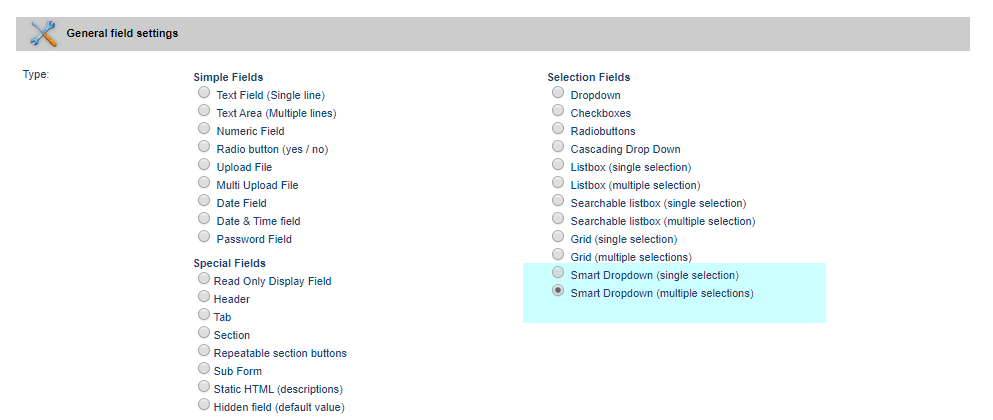 General field settings
Type:
Simple Fields
Text Field (Single line)
Text Area (Multiple lines)
Numeric Field
Radio button (yes / no)
Upload File
Multi Upload File
Date Field
Date & Time field
Password Field
Special Fields
Read Only Display Field
Header
Tab
Section
Repeatable section buttons
Sub Form
Static HTML (descriptions)
Hidden field (default value)
Selection Fields
Dropdown
Checkboxes
Radiobuttons
Cascading Drop Down
Listbox (single selection)
Listbox (multiple selection)
Searchable listbox (single selection)
Searchable listbox (multiple selection)
Grid (single selection)
Grid (multiple selections)
Smart Dropdown (single selection)
Smart Dropdown (multiple selections)